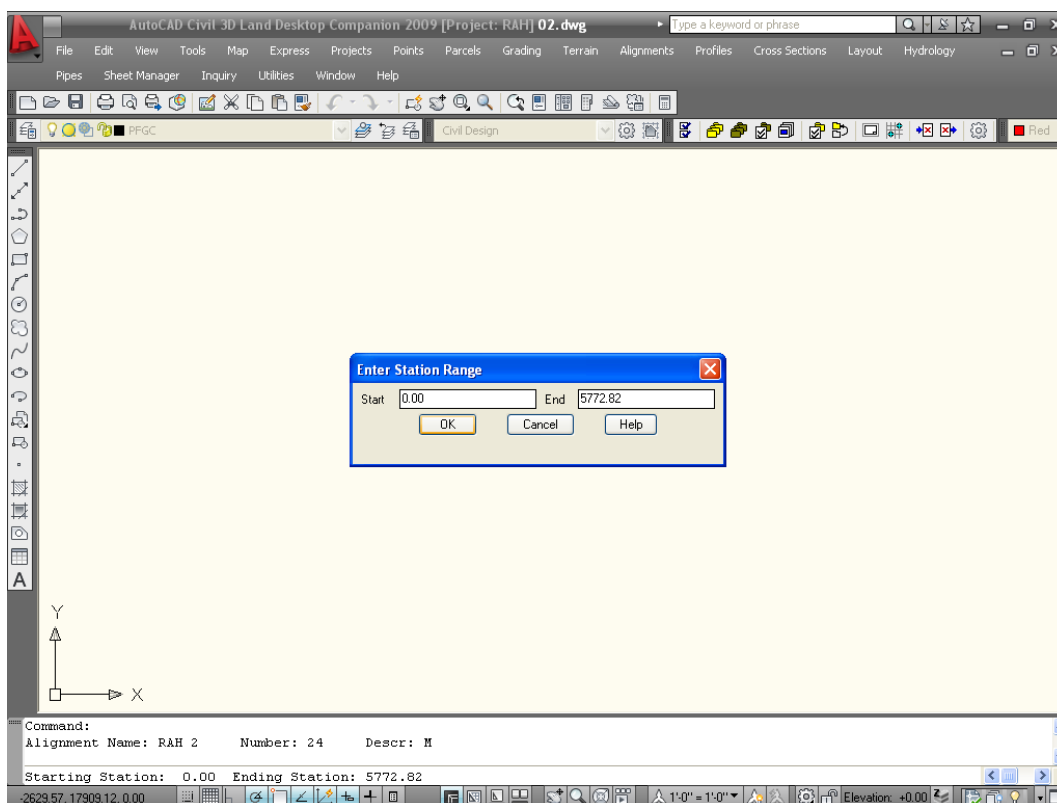 AutoCAD Civil 3D Land Desktop Companion 2009 [Project: RAH] 02.dwg Type a keyword or phrase
File Edit View Tools Map Express Projects Points Parcels Grading Terrain Alignments Profiles Cross Sections Layout Hydrology
Pipes Sheet Manager Inquiry Utilities Window Help
PFGC Civil Design Red
A
Enter Station Range
Start 0.00 End 5772.82
OK Cancel Help
Y
X
Command:
Alignment Name: RAH 2 Number: 24 Descr: M
Starting Station: 0.00 Ending Station: 5772.82
-2629.57, 17909.12, 0.00 1'-0" = 1'-0" Elevation: +0.00